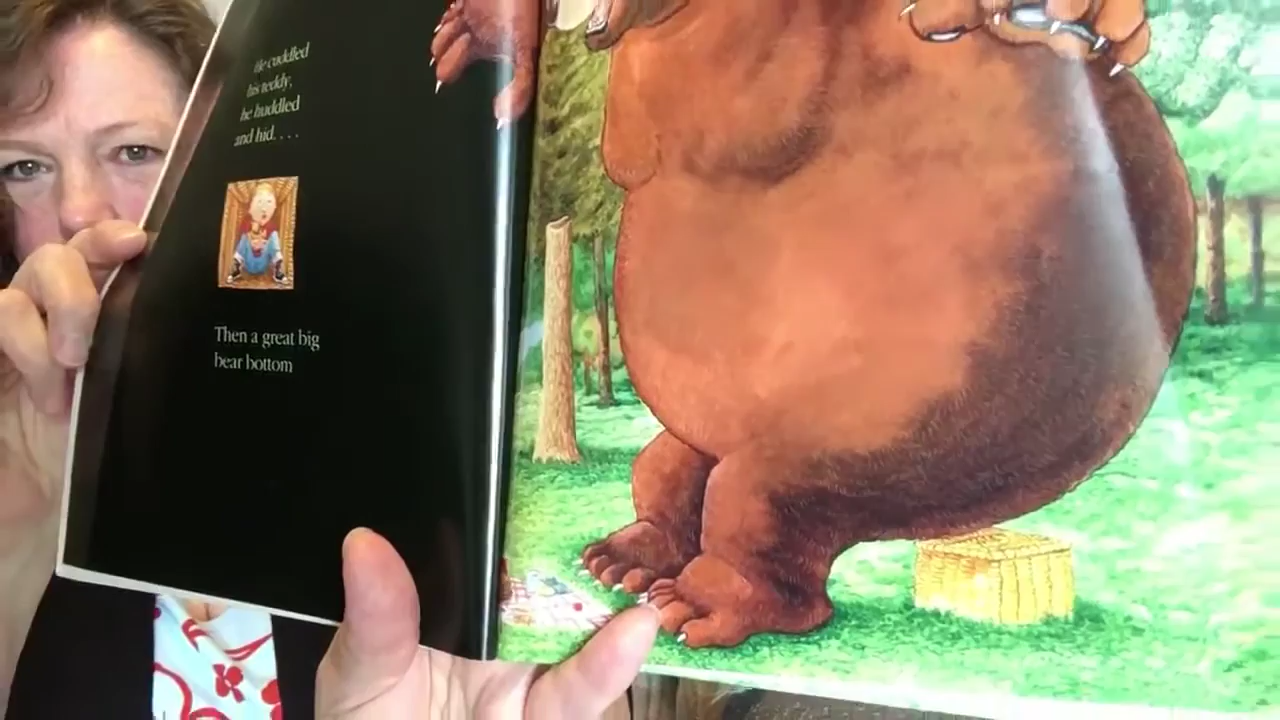 He cuddled
his teddy,
he huddled
and hid. . . .
Then a great big
bear bottom